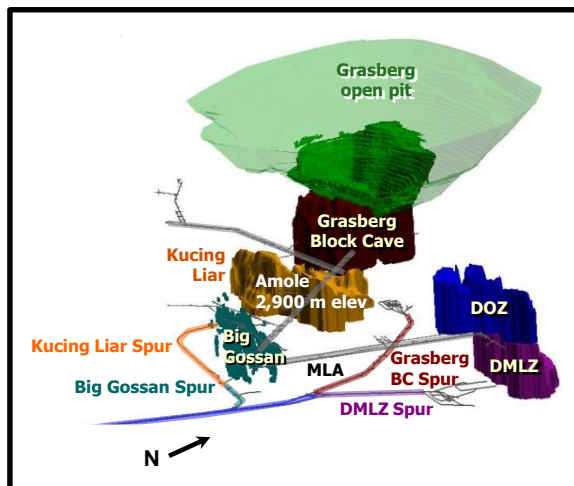 Grasberg
open pit
Grasberg
Block Cave
Kucing
Liar
Amole
2,900 m elev
DOZ
Big
Gossan
Kucing Liar Spur
MLA
Grasberg
BC Spur
DMLZ
Big Gossan Spur
DMLZ Spur
N